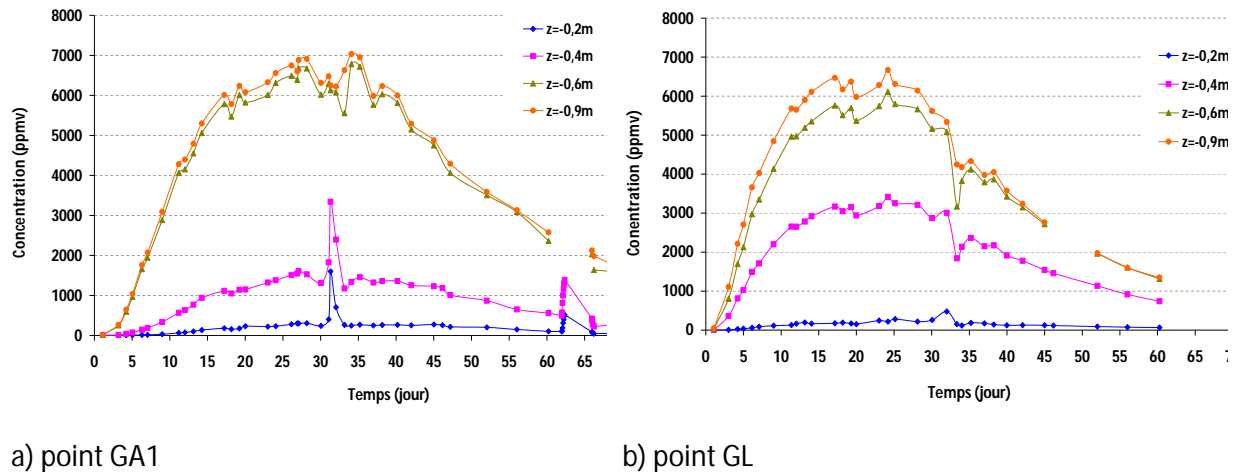 8000
7000
6000
5000
4000
3000
2000
1000
0
Concentration (ppmv)
z=-0,2m
z=-0,4m
z=-0,6m
z=-0,9m
0 5 10 15 20 25 30 35 40 45 50 55 60 65
Temps (jour)
a) point GA1
8000
7000
6000
5000
4000
3000
2000
1000
0
Conentration (ppmv)
z=-0,2m
z=-0,4m
z=-0,6m
z=-0,9m
0 5 10 15 20 25 30 35 40 45 50 55 60 65
Temps (jour)
b) point GL